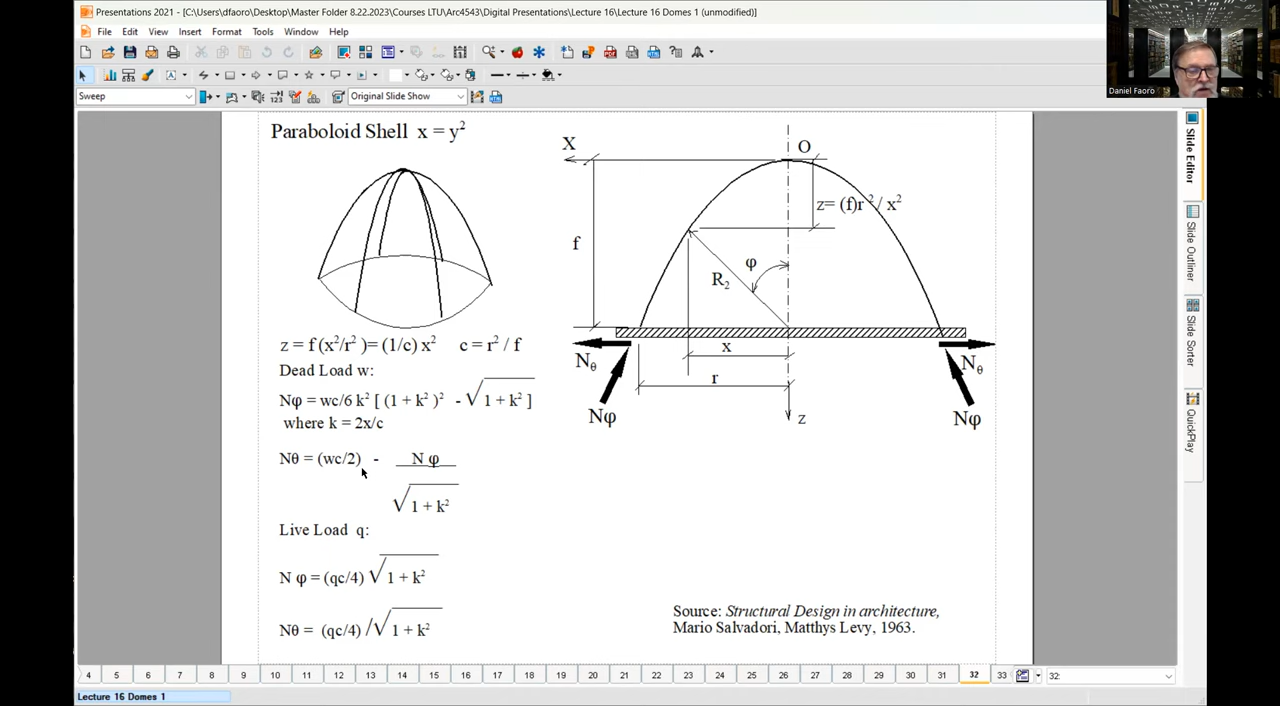 Presentations 2021 - [C:\Users\dfaoro\Desktop\Master Folder 8.22.2023\Courses LTU\Arc4543\Digital Presentations\Lecture 16\Lecture 16 Domes 1 (unmodified)]
File Edit View Insert Format Tools Window Help
Sweep
Original Slide Show
Daniel Faoro
Paraboloid Shell x = y²
X
O
z= (f)r² / x²
f
φ
R₂
x
r
Nθ
Nθ
Nφ
Nφ
z
z = f (x²/r² )= (1/c) x² c = r² / f
Dead Load w:
Nφ = wc/6 k² [ (1 + k² )² - √1 + k² ]
where k = 2x/c
Nθ = (wc/2) - N φ
√1 + k²
Live Load q:
N φ = (qc/4) √1 + k²
Nθ = (qc/4) /√1 + k²
Source: Structural Design in architecture,
Mario Salvadori, Matthys Levy, 1963.
Slide Editor
Slide Outliner
Slide Sorter
QuickPlay
4 5 6 7 8 9 10 11 12 13 14 15 16 17 18 19 20 21 22 23 24 25 26 27 28 29 30 31 32 33 32:
Lecture 16 Domes 1